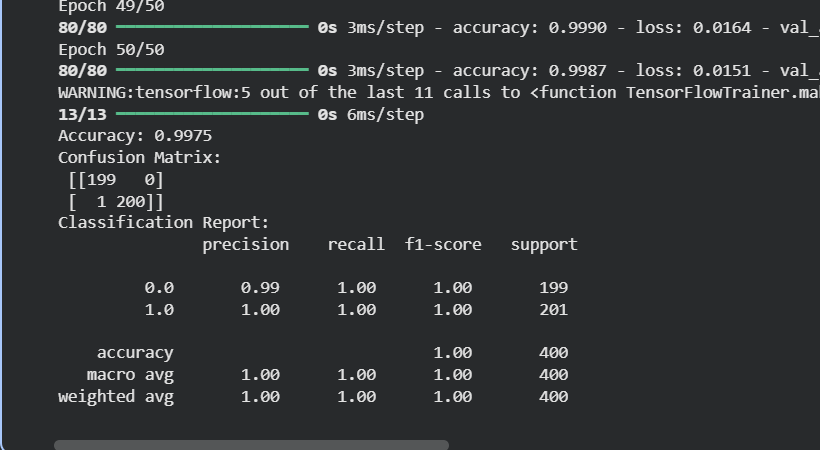 Epoch 49/50
80/80 ━━━━━━━━━━━━━━━━━━━━ 0s 3ms/step - accuracy: 0.9990 - loss: 0.0164 - val_
Epoch 50/50
80/80 ━━━━━━━━━━━━━━━━━━━━ 0s 3ms/step - accuracy: 0.9987 - loss: 0.0151 - val_
WARNING:tensorflow:5 out of the last 11 calls to <function TensorFlowTrainer.mak
13/13 ━━━━━━━━━━━━━━━━━━━━ 0s 6ms/step
Accuracy: 0.9975
Confusion Matrix:
[[199   0]
[  1 200]]
Classification Report:
precision    recall  f1-score   support
0.0       0.99      1.00      1.00       199
1.0       1.00      1.00      1.00       201
accuracy                           1.00       400
macro avg       1.00      1.00      1.00       400
weighted avg       1.00      1.00      1.00       400